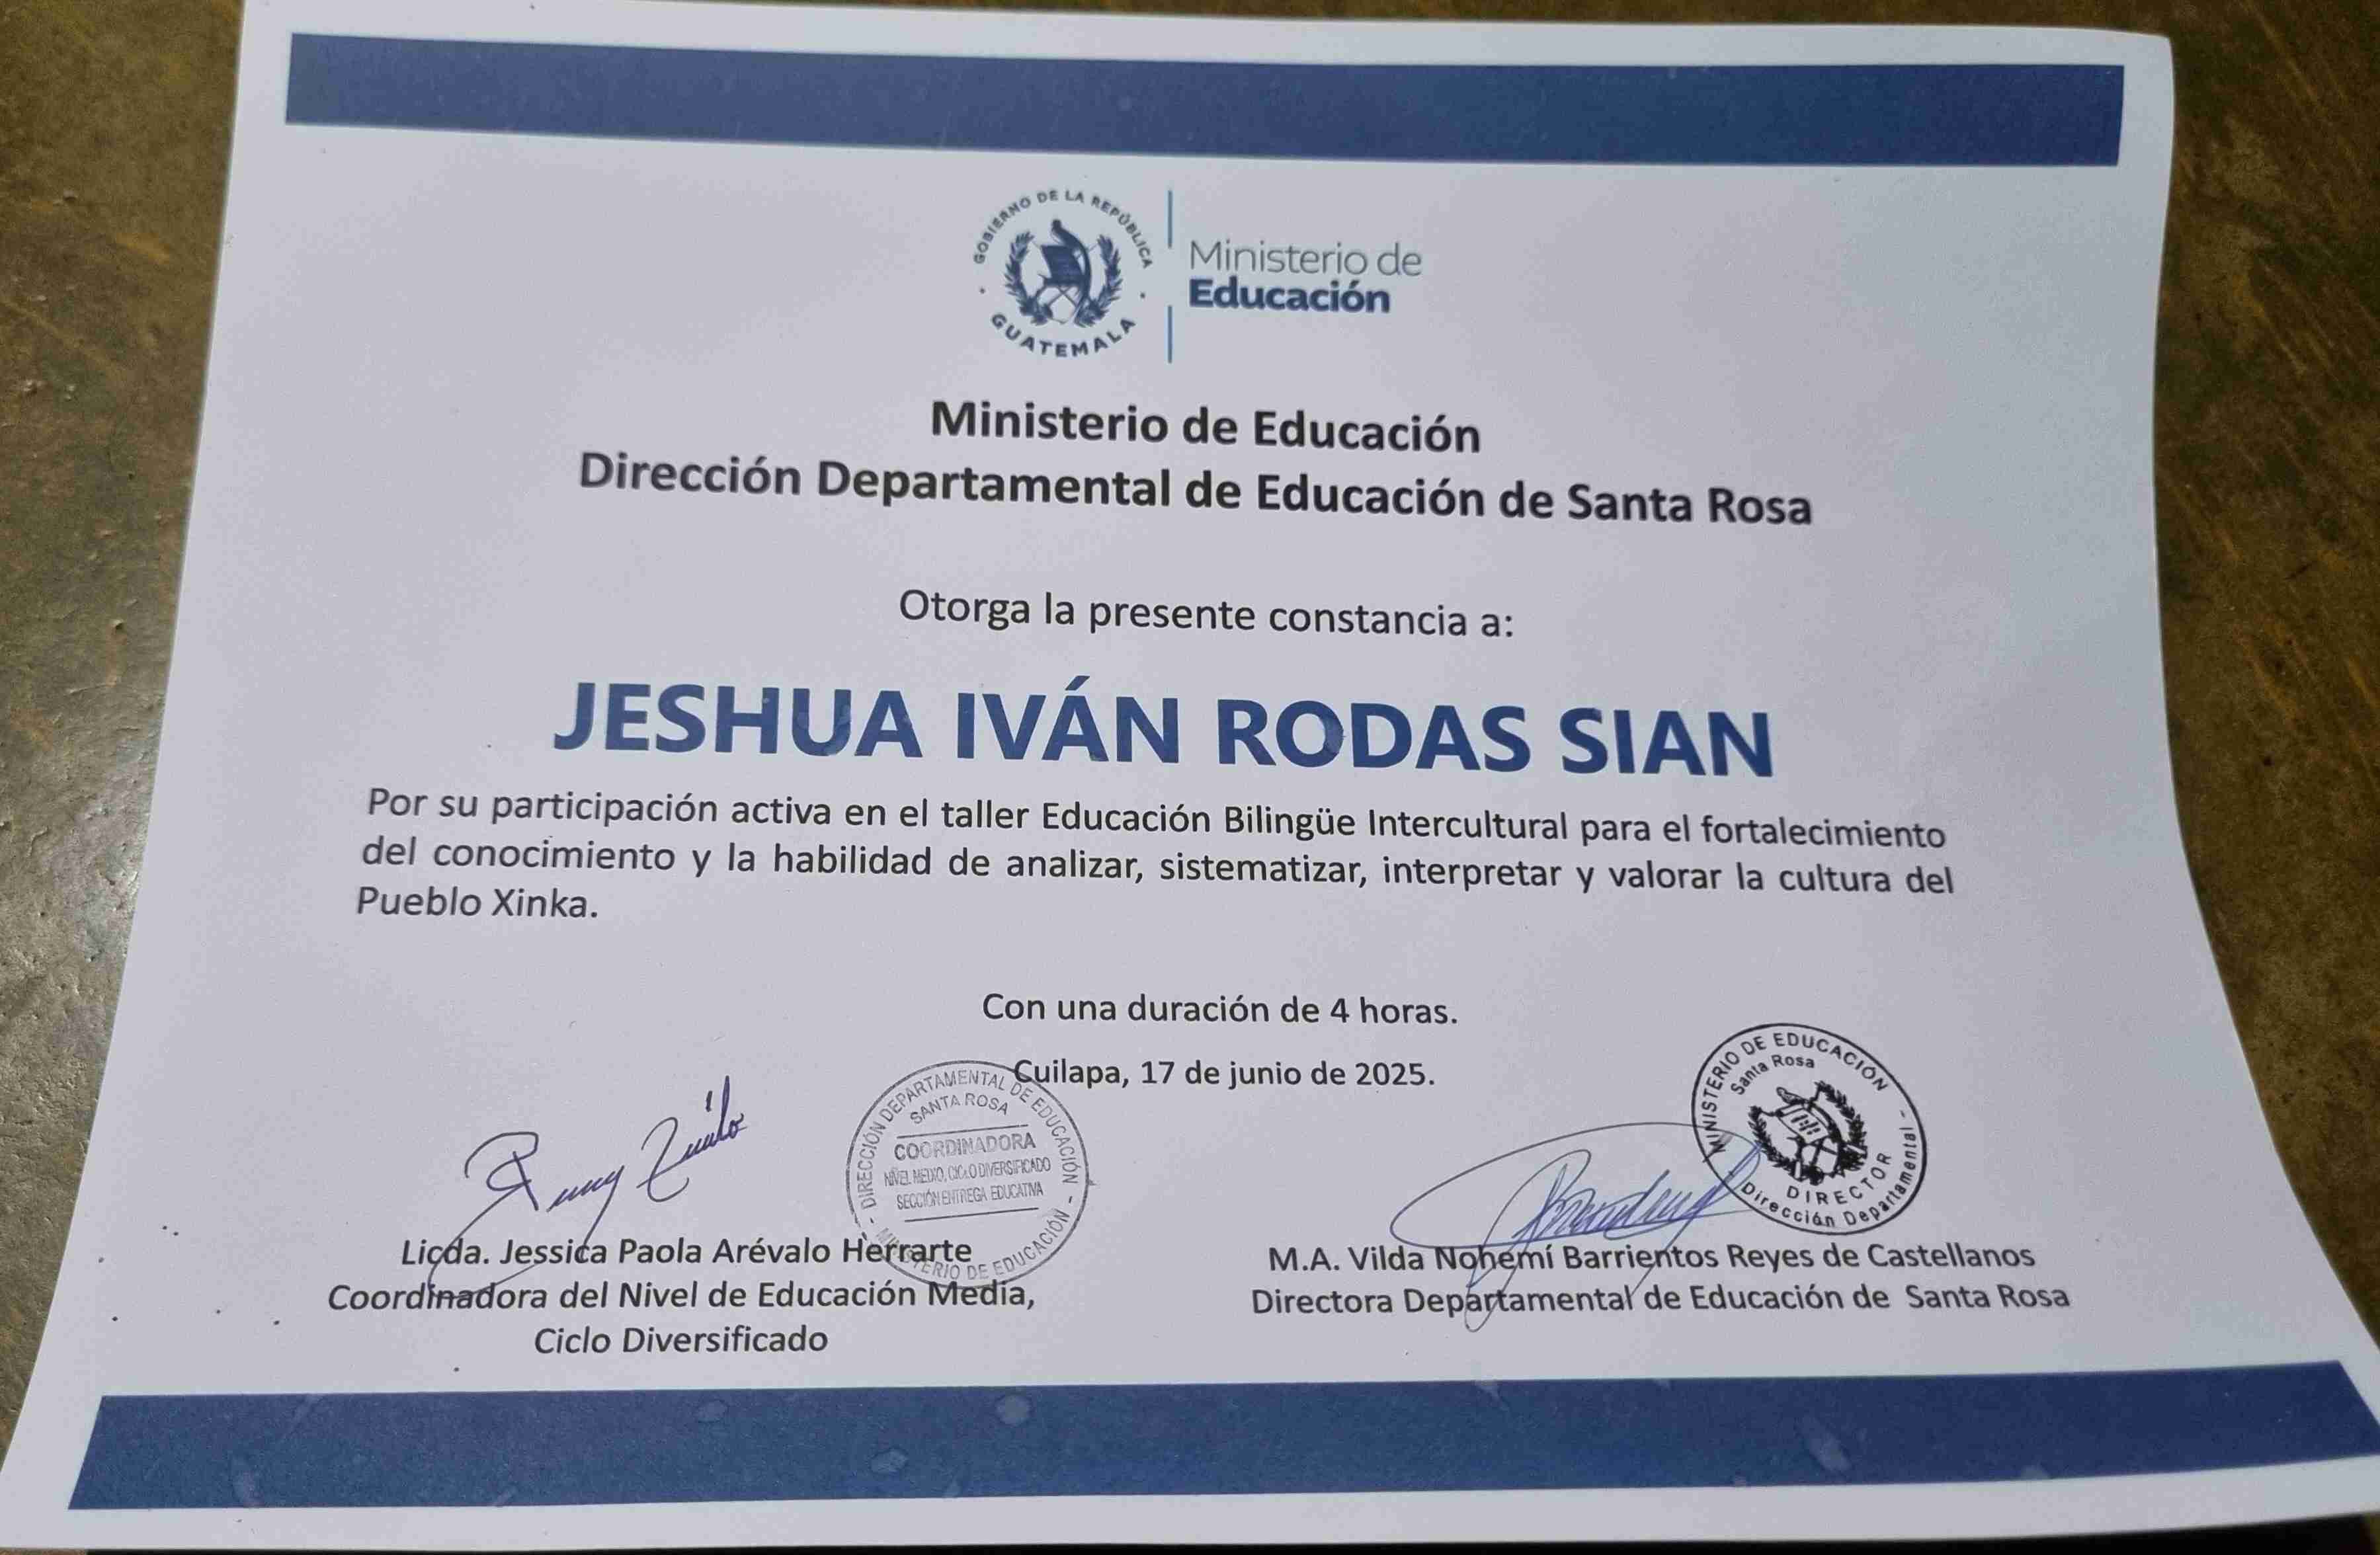 GOBIERNO DE LA REPÚBLICA
GUATEMALA
Ministerio de
Educación
Ministerio de Educación
Dirección Departamental de Educación de Santa Rosa
Otorga la presente constancia a:
JESHUA IVÁN RODAS SIAN
Por su participación activa en el taller Educación Bilingüe Intercultural para el fortalecimiento
del conocimiento y la habilidad de analizar, sistematizar, interpretar y valorar la cultura del
Pueblo Xinka.
Con una duración de 4 horas.
Cuilapa, 17 de junio de 2025.
DIRECCIÓN DEPARTAMENTAL DE EDUCACIÓN
SANTA ROSA
COORDINADORA
NIVEL MEDIO, CICLO DIVERSIFICADO
SECCIÓN ENTREGA EDUCATIVA
MINISTERIO DE EDUCACIÓN
Licda. Jessica Paola Arévalo Herrarte
Coordinadora del Nivel de Educación Media,
Ciclo Diversificado
MINISTERIO DE EDUCACIÓN
Santa Rosa
DIRECTOR
Dirección Departamental
M.A. Vilda Nohemí Barrientos Reyes de Castellanos
Directora Departamental de Educación de Santa Rosa